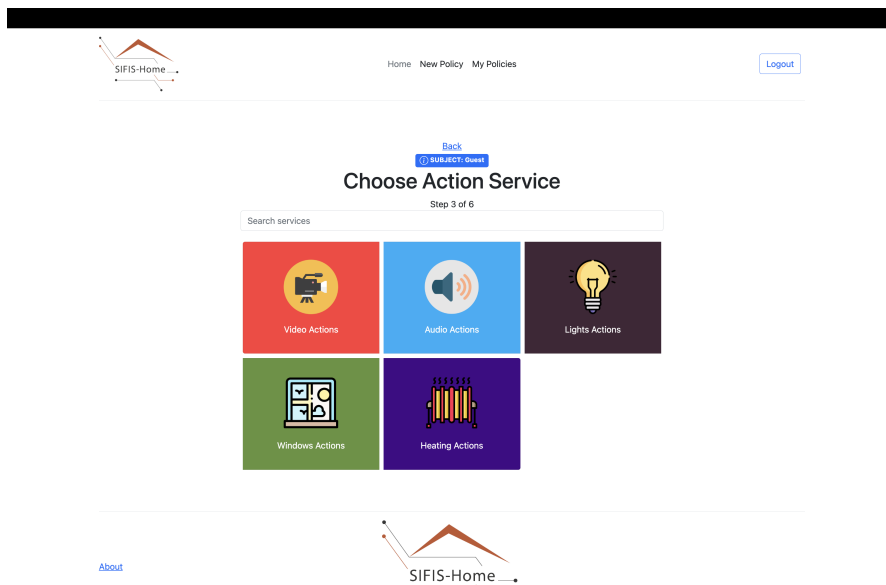 SIFIS-Home
Home New Policy My Policies
Logout
Back
SUBJECT: Guest
Choose Action Service
Step 3 of 6
Search services
Video Actions
Audio Actions
Lights Actions
Windows Actions
Heating Actions
About
SIFIS-Home